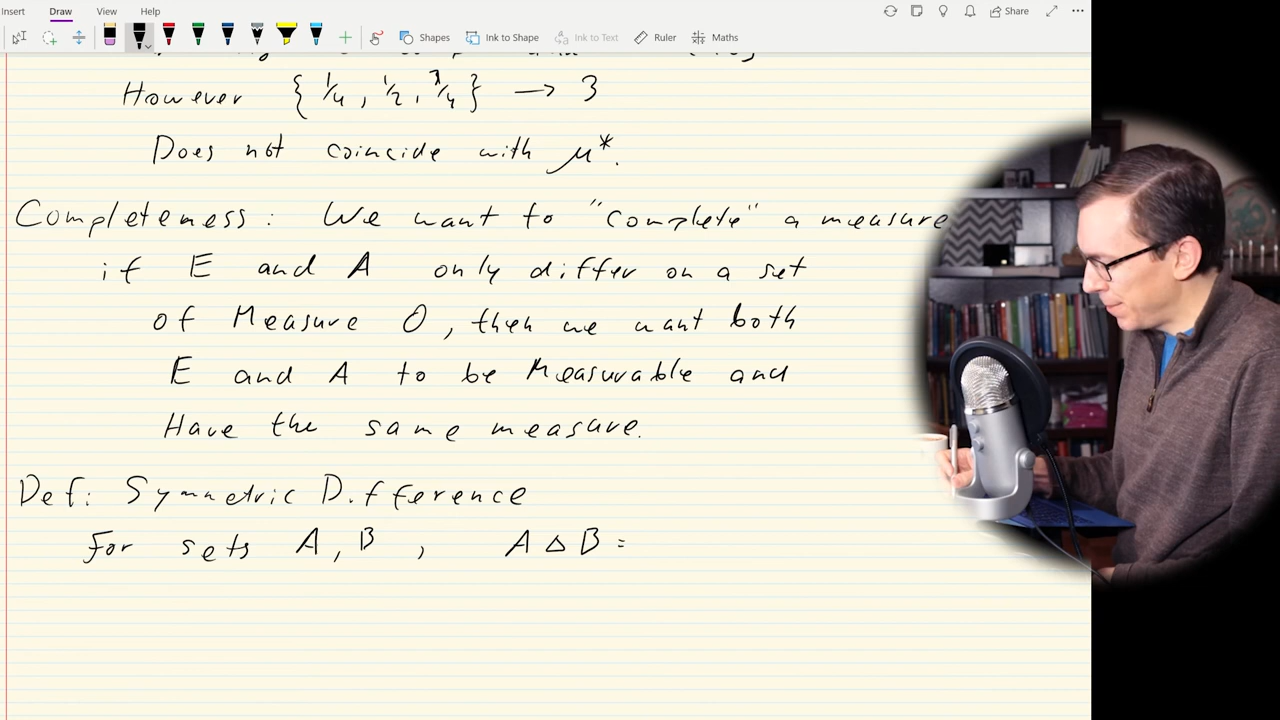 Insert Draw View Help
Share
Shapes Ink to Shape Ink to Text Ruler Maths
However { 1/4, 1/2, 3/4 } → 3
Does not coincide with μ*.
Completeness: We want to "complete" a measure
if E and A only differ on a set
of Measure 0, then we want both
E and A to be Measurable and
Have the same measure.
Def: Symmetric Difference
For sets A, B, A Δ B =